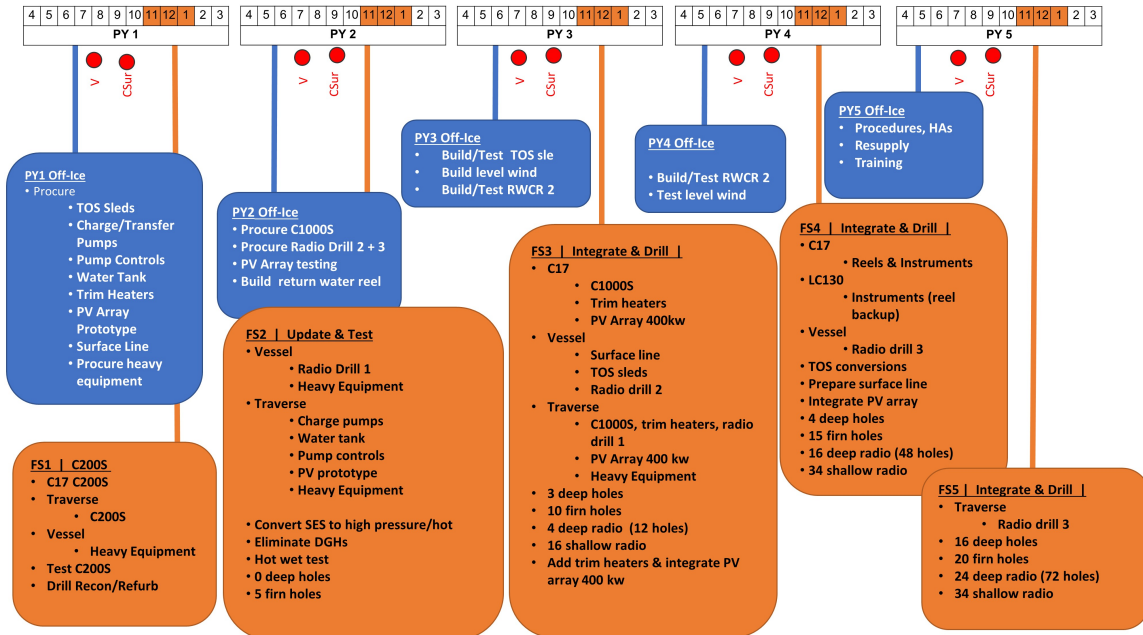 4 5 6 7 8 9 10 11 12 1 2 3
PY 1
4 5 6 7 8 9 10 11 12 1 2 3
PY 2
4 5 6 7 8 9 10 11 12 1 2 3
PY 3
4 5 6 7 8 9 10 11 12 1 2 3
PY 4
4 5 6 7 8 9 10 11 12 1 2 3
PY 5
V
CSur
V
CSur
V
CSur
V
CSur
V
CSur
PY1 Off-Ice
• Procure
• TOS Sleds
• Charge/Transfer
Pumps
• Pump Controls
• Water Tank
• Trim Heaters
• PV Array
Prototype
• Surface Line
• Procure heavy
equipment
FS1 | C200S
• C17 C200S
• Traverse
• C200S
• Vessel
• Heavy Equipment
• Test C200S
• Drill Recon/Refurb
PY2 Off-Ice
• Procure C1000S
• Procure Radio Drill 2 + 3
• PV Array testing
• Build return water reel
FS2 | Update & Test
• Vessel
• Radio Drill 1
• Heavy Equipment
• Traverse
• Charge pumps
• Water tank
• Pump controls
• PV prototype
• Heavy Equipment
• Convert SES to high pressure/hot
• Eliminate DGHs
• Hot wet test
• 0 deep holes
• 5 firn holes
PY3 Off-Ice
• Build/Test TOS sle
• Build level wind
• Build/Test RWCR 2
FS3 | Integrate & Drill |
• C17
• C1000S
• Trim heaters
• PV Array 400kw
• Vessel
• Surface line
• TOS sleds
• Radio drill 2
• Traverse
• C1000S, trim heaters, radio
drill 1
• PV Array 400 kw
• Heavy Equipment
• 3 deep holes
• 10 firn holes
• 4 deep radio (12 holes)
• 16 shallow radio
• Add trim heaters & integrate PV
array 400 kw
PY4 Off-Ice
• Build/Test RWCR 2
• Test level wind
FS4 | Integrate & Drill |
• C17
• Reels & Instruments
• LC130
• Instruments (reel
backup)
• Vessel
• Radio drill 3
• TOS conversions
• Prepare surface line
• Integrate PV array
• 4 deep holes
• 15 firn holes
• 16 deep radio (48 holes)
• 34 shallow radio
PY5 Off-Ice
• Procedures, HAs
• Resupply
• Training
FS5 | Integrate & Drill |
• Traverse
• Radio drill 3
• 16 deep holes
• 20 firn holes
• 24 deep radio (72 holes)
• 34 shallow radio